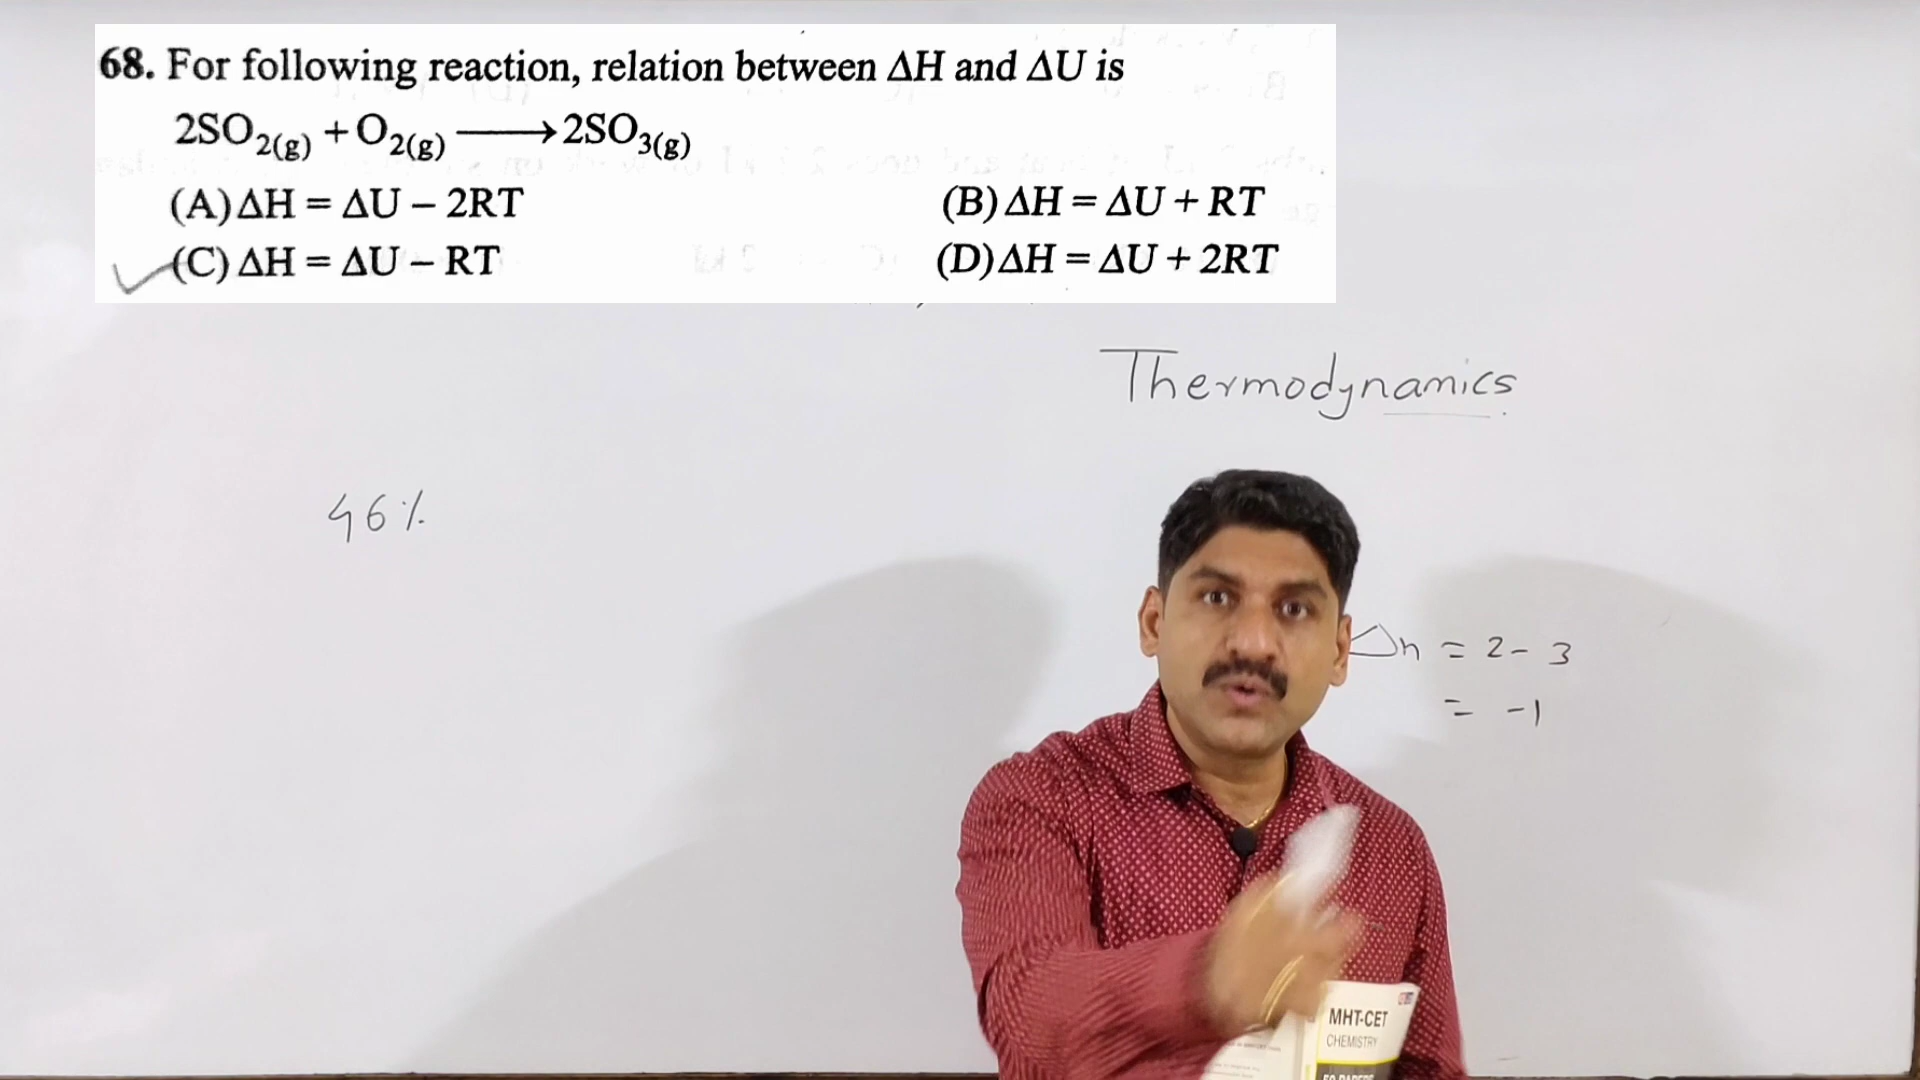 68. For following reaction, relation between ΔH and ΔU is
2SO2(g) + O2(g) ⟶ 2SO3(g)
(A) ΔH = ΔU – 2RT (B) ΔH = ΔU + RT
(C) ΔH = ΔU – RT (D) ΔH = ΔU + 2RT
Thermodynamics
46%
Δn = 2 - 3
= -1
MHT-CET
CHEMISTRY